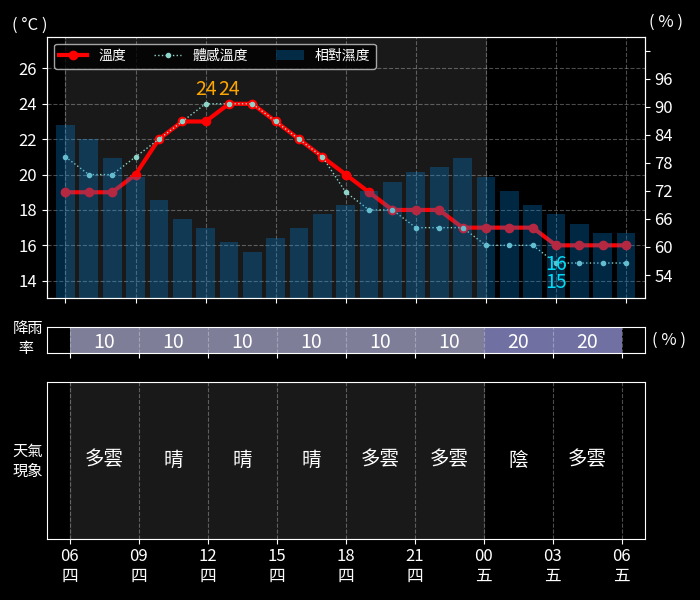 ( °C )
( % )
溫度 體感溫度 相對濕度
26
24
22
20
18
16
14
96
90
84
78
72
66
60
54
24 24
16
15
降雨
率
10 10 10 10 10 10 20 20
( % )
天氣
現象
多雲 晴 晴 晴 多雲 多雲 陰 多雲
06 09 12 15 18 21 00 03 06
四 四 四 四 四 四 五 五 五